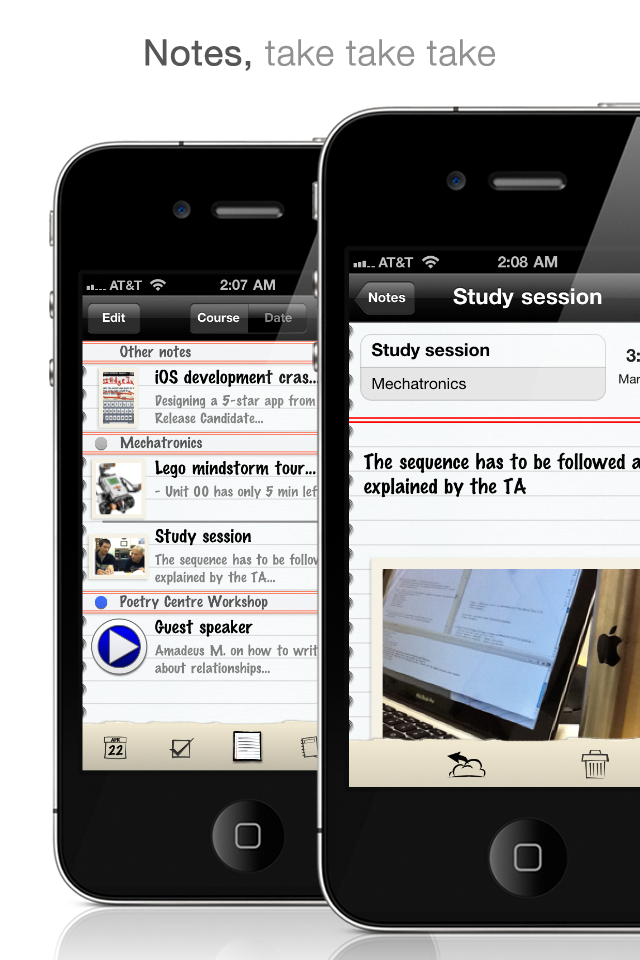 Notes, take take take
AT&T 2:07 AM
Edit Course Date
Other notes
iOS development cras...
Designing a 5-star app from
Release Candidate...
Mechatronics
Lego mindstorm tour...
- Unit 00 has only 5 min lef
Study session
The sequence has to be follow
explained by the TA...
Poetry Centre Workshop
Guest speaker
Amadeus M. on how to writ
about relationships...
APR
22
AT&T 2:08 AM
Notes Study session
Study session
Mechatronics
3:
Mar
The sequence has to be followed a
explained by the TA
MacBook Pro